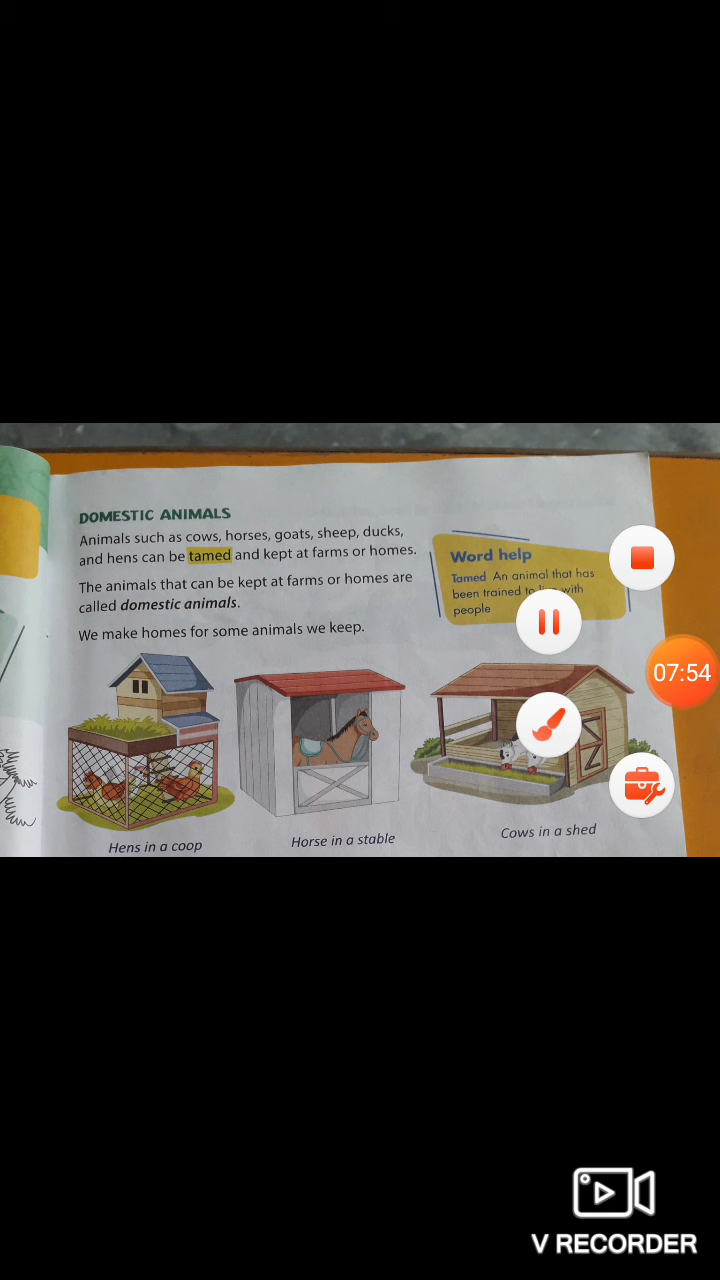 DOMESTIC ANIMALS
Animals such as cows, horses, goats, sheep, ducks,
and hens can be tamed and kept at farms or homes.
The animals that can be kept at farms or homes are
called domestic animals.
We make homes for some animals we keep.
Word help
Tamed An animal that has
been trained to live with
people
07:54
Hens in a coop
Horse in a stable
Cows in a shed
V RECORDER